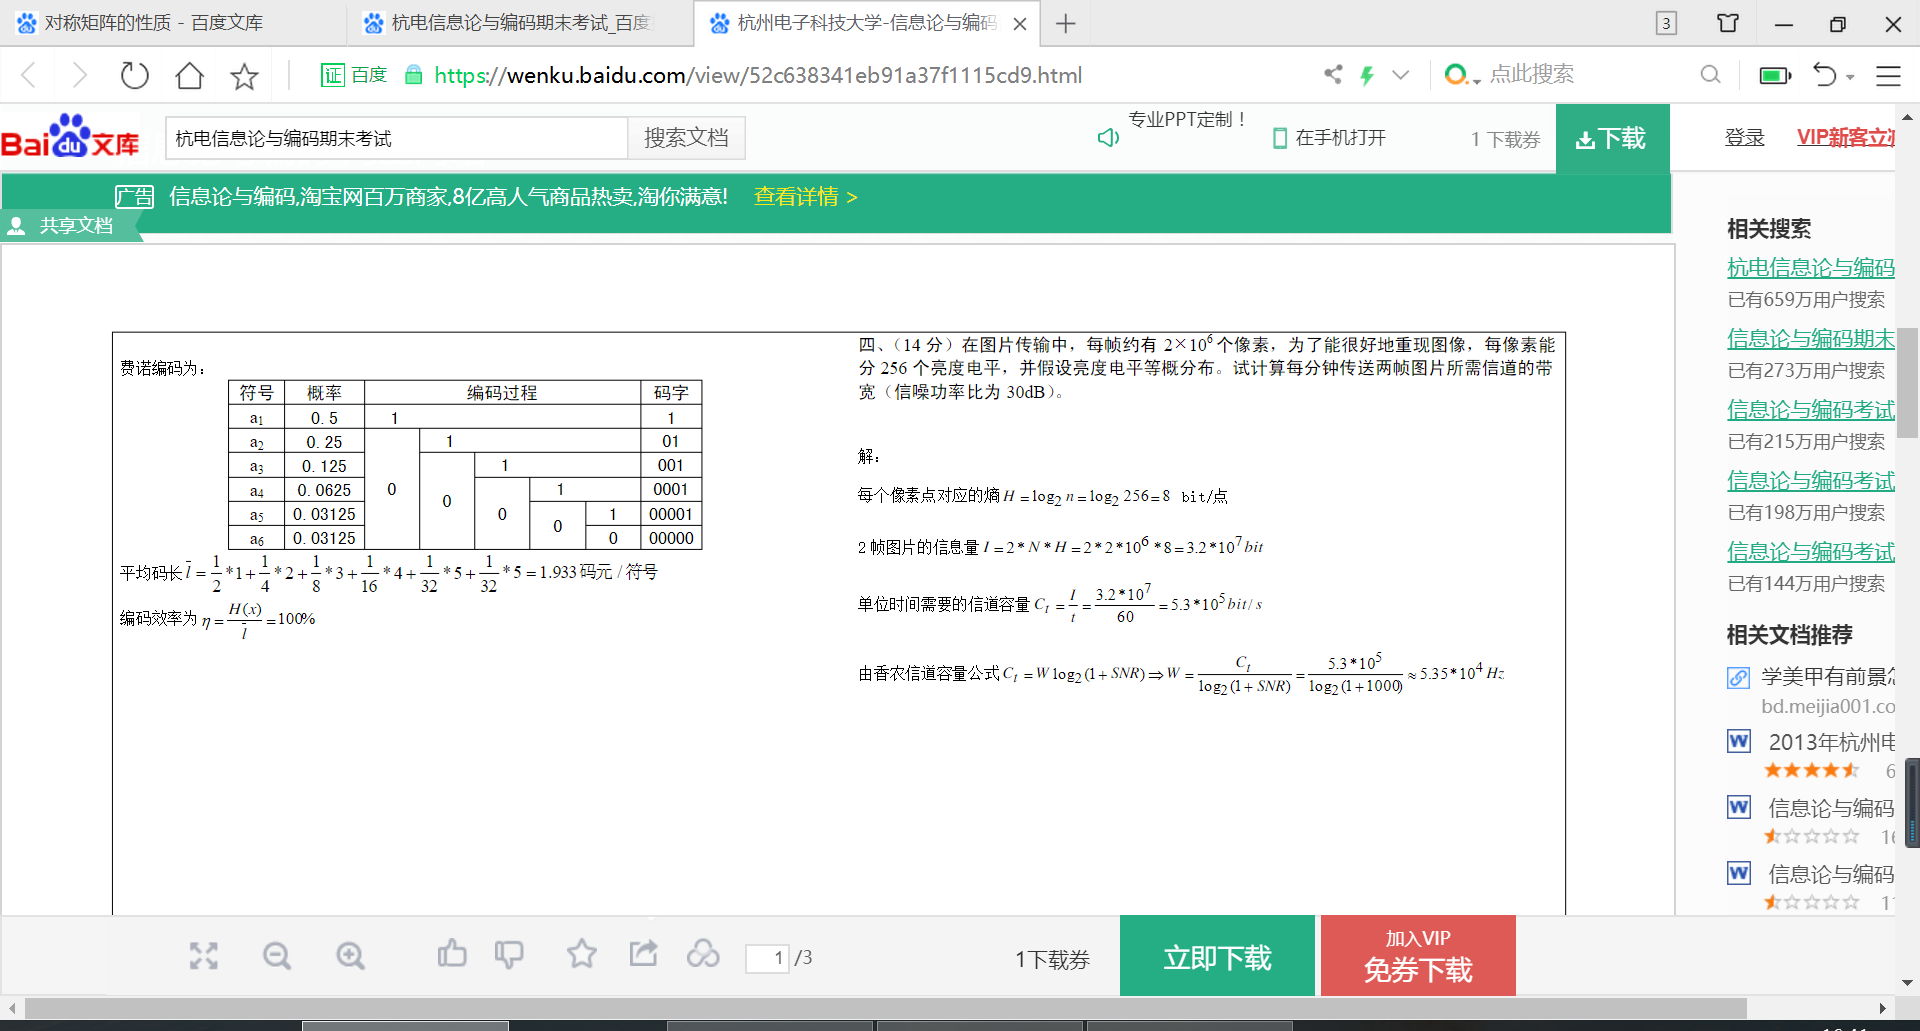 对称矩阵的性质 - 百度文库
杭电信息论与编码期末考试_百度
杭州电子科技大学-信息论与编码
3
证 百度
https://wenku.baidu.com/view/52c638341eb91a37f1115cd9.html
点此搜索
Bai du 文库
杭电信息论与编码期末考试
搜索文档
专业PPT定制！
在手机打开
1 下载券
下载
登录
VIP新客立
广告 信息论与编码,淘宝网百万商家,8亿高人气商品热卖,淘你满意! 查看详情 >
共享文档
费诺编码为：
符号 概率 编码过程 码字
a₁ 0.5 1 1
a₂ 0.25 1 01
a₃ 0.125 1 001
a₄ 0.0625 0 1 0001
a₅ 0.03125 0 0 0 1 00001
a₆ 0.03125 0 00000
平均码长 l̄ = 1/2*1+1/4*2+1/8*3+1/16*4+1/32*5+1/32*5=1.933码元/符号
编码效率为 η = H(x)/l̄ =100%
四、（14 分）在图片传输中，每帧约有 2×10⁶个像素，为了能很好地重现图像，每像素能
分 256 个亮度电平，并假设亮度电平等概分布。试计算每分钟传送两帧图片所需信道的带
宽（信噪功率比为 30dB）。
解：
每个像素点对应的熵 H = log₂ n = log₂ 256 = 8 bit/点
2 帧图片的信息量 I = 2*N*H = 2*2*10⁶*8 = 3.2*10⁷ bit
单位时间需要的信道容量 Cₜ = I/t = 3.2*10⁷/60 = 5.3*10⁵ bit/s
由香农信道容量公式 Cₜ = W log₂(1+SNR) ⇒ W = Cₜ/log₂(1+SNR) = 5.3*10⁵/log₂(1+1000) ≈ 5.35*10⁴ Hz
相关搜索
杭电信息论与编码
已有659万用户搜索
信息论与编码期末
已有273万用户搜索
信息论与编码考试
已有215万用户搜索
信息论与编码考试
已有198万用户搜索
信息论与编码考试
已有144万用户搜索
相关文档推荐
学美甲有前景
bd.meijia001.co
2013年杭州电
6
信息论与编码
16
信息论与编码
1
1 /3
1下载券
立即下载
加入VIP
免券下载